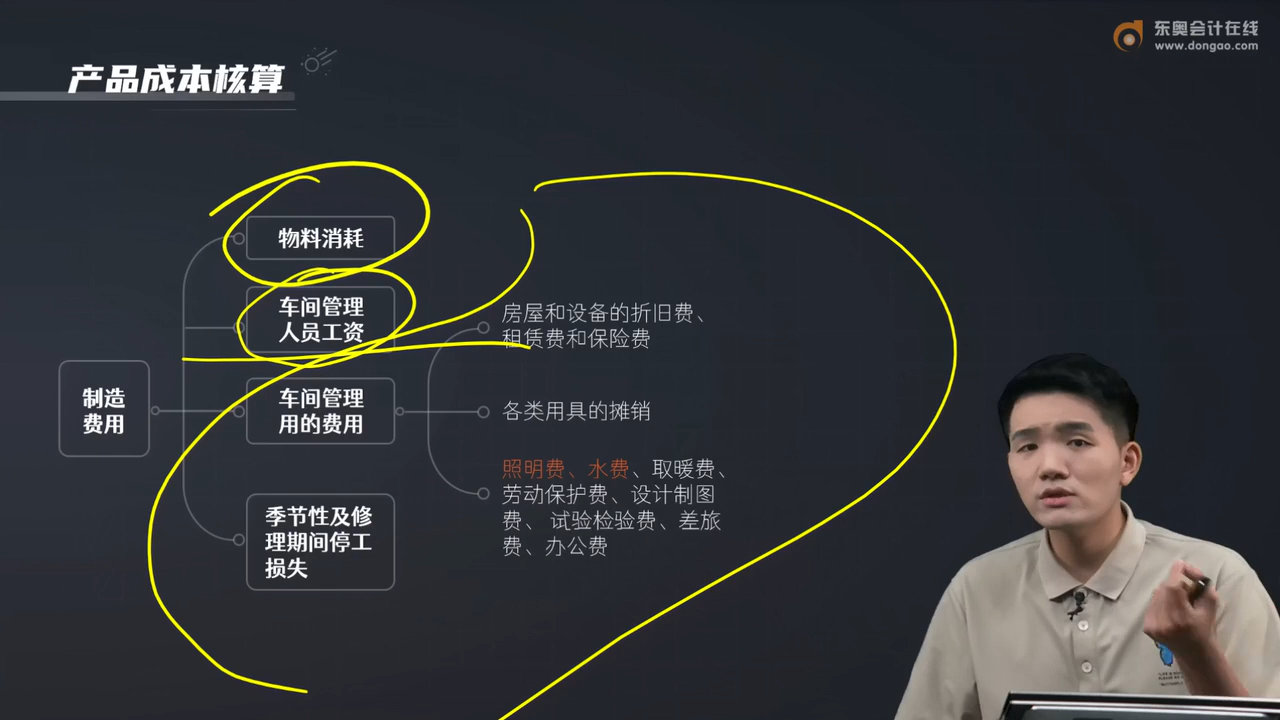 东奥会计在线
www.dongao.com
产品成本核算
物料消耗
车间管理
人员工资
制造
费用
车间管理
用的费用
季节性及修
理期间停工
损失
房屋和设备的折旧费、
租赁费和保险费
各类用具的摊销
照明费、水费、取暖费、
劳动保护费、设计制图
费、 试验检验费、差旅
费、办公费